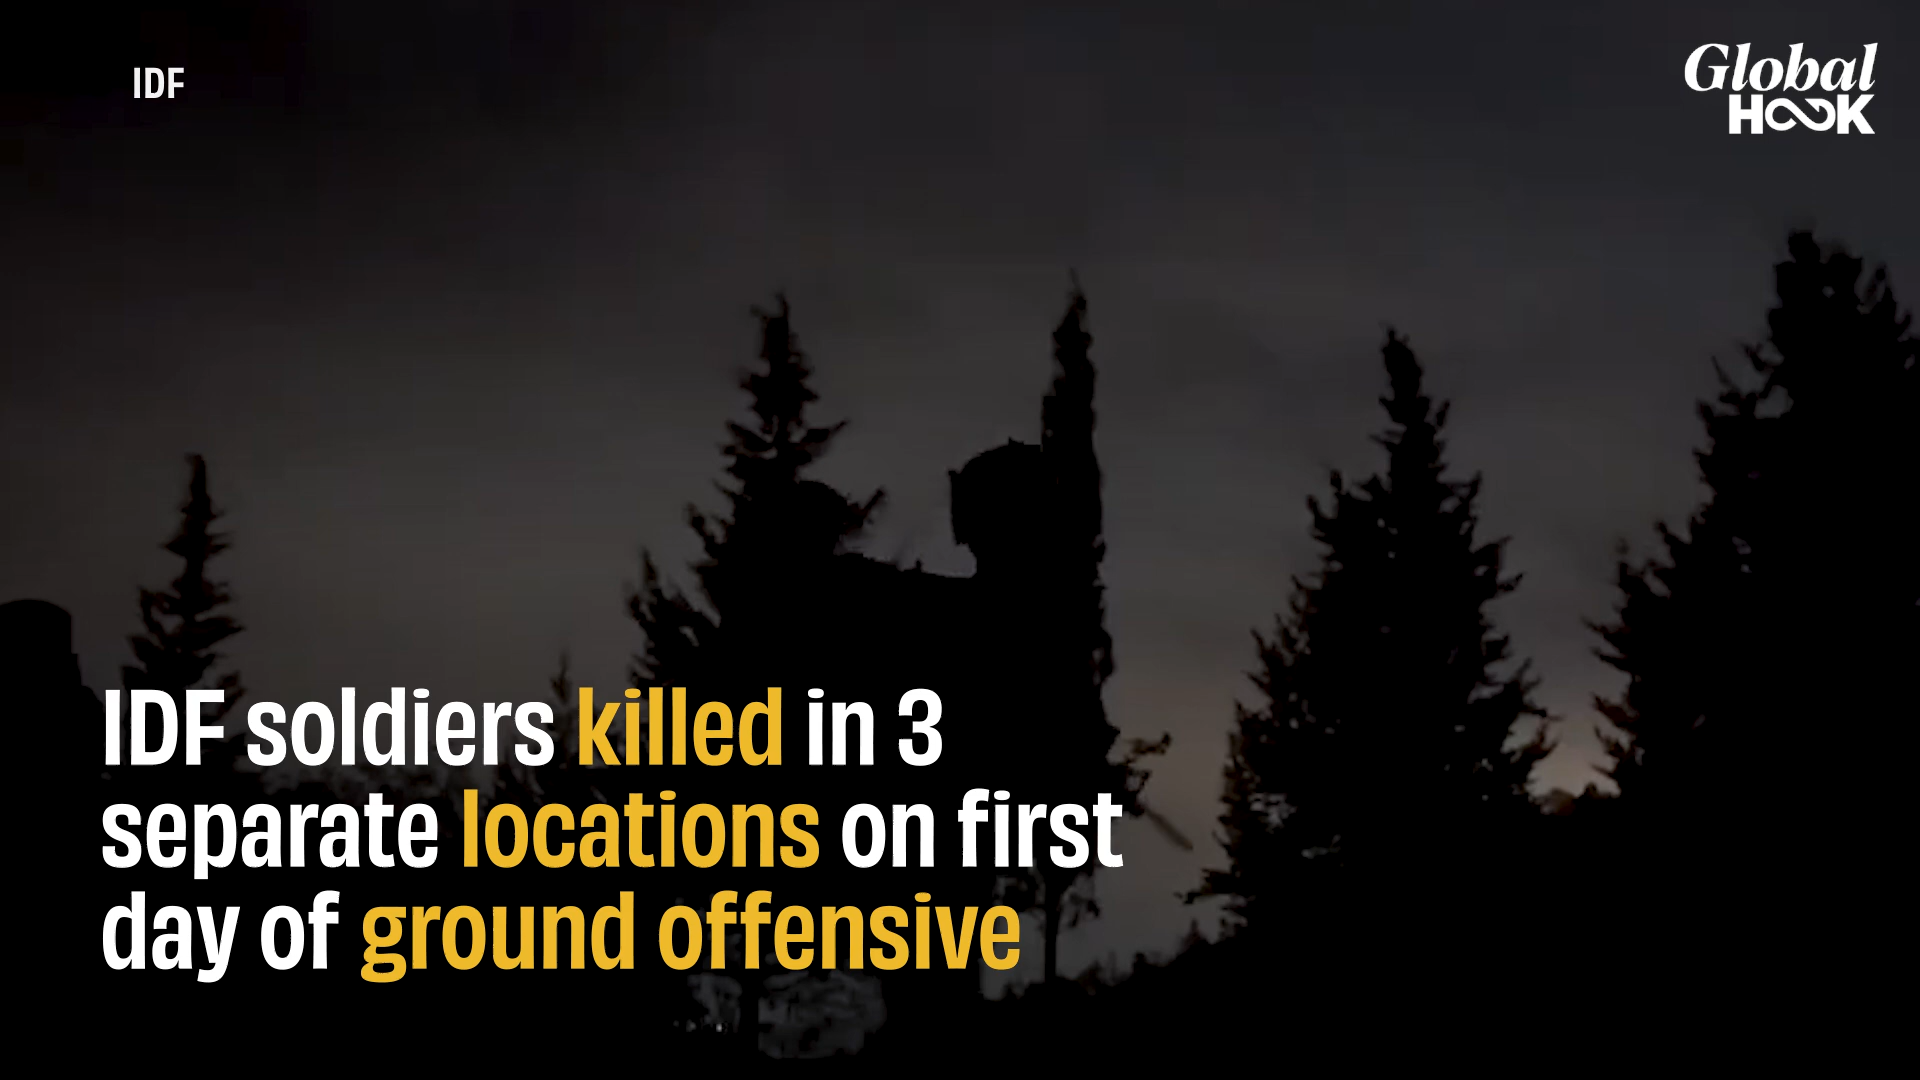 IDF
Global
HOOK
IDF soldiers killed in 3
separate locations on first
day of ground offensive